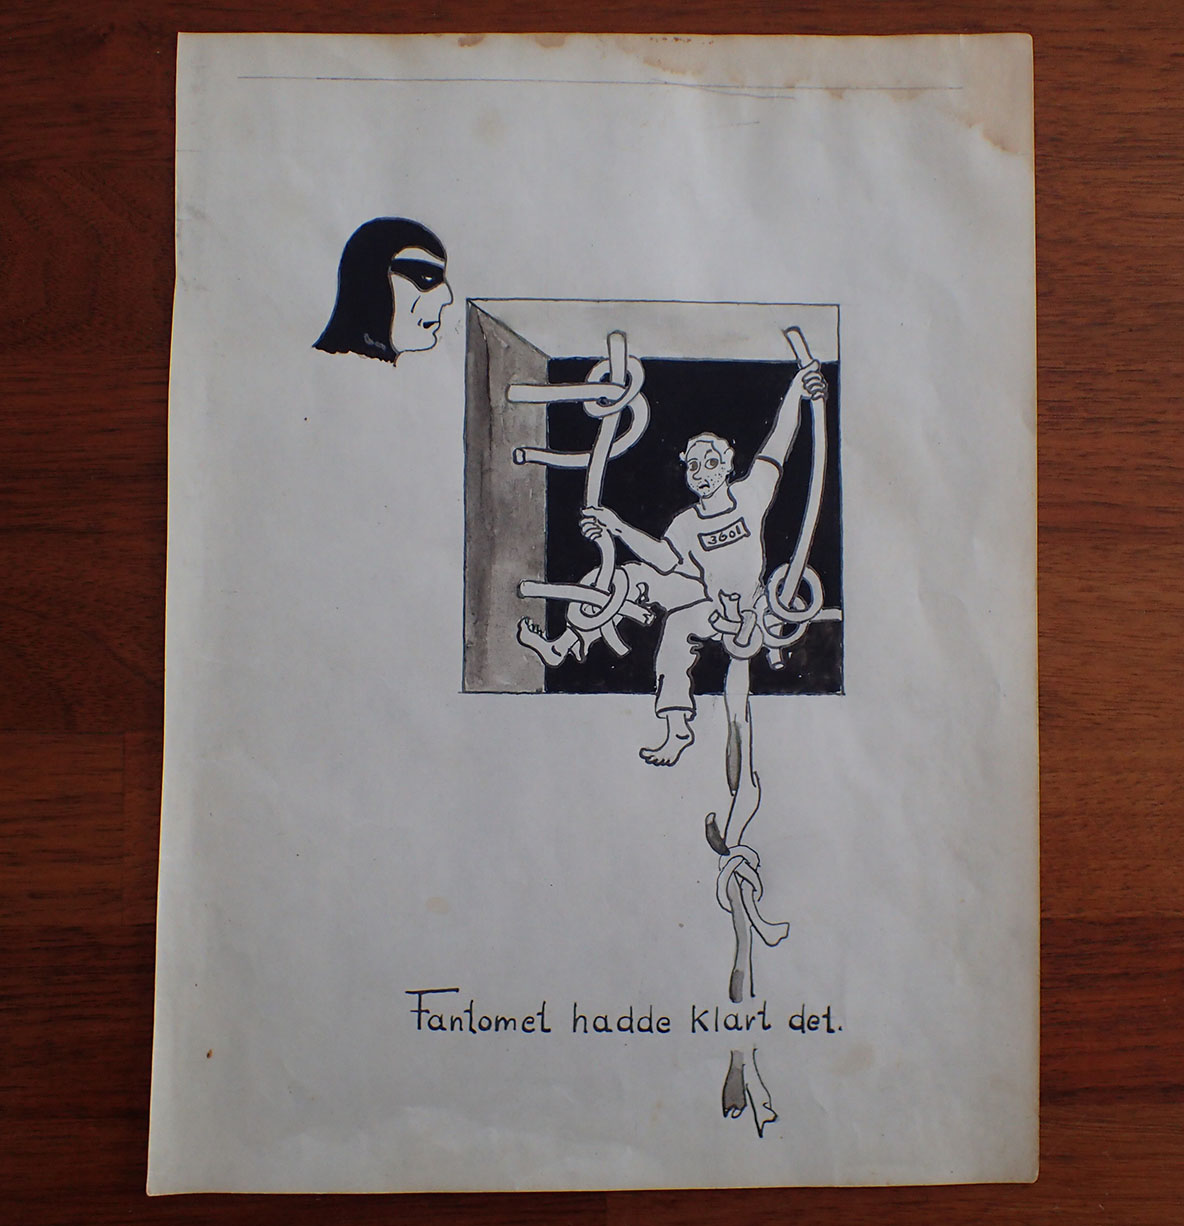 3601
Fantomet hadde klart det.